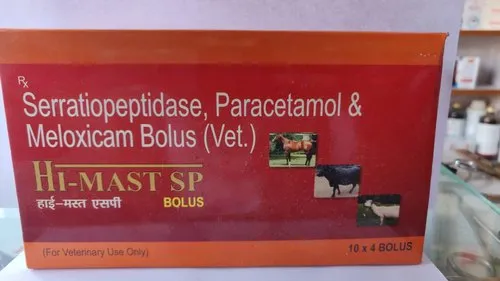 Rx
Serratiopeptidase, Paracetamol &
Meloxicam Bolus (Vet.)
HI-MAST SP
हाई-मस्त एसपी
BOLUS
(For Veterinary Use Only)
10 x 4 BOLUS